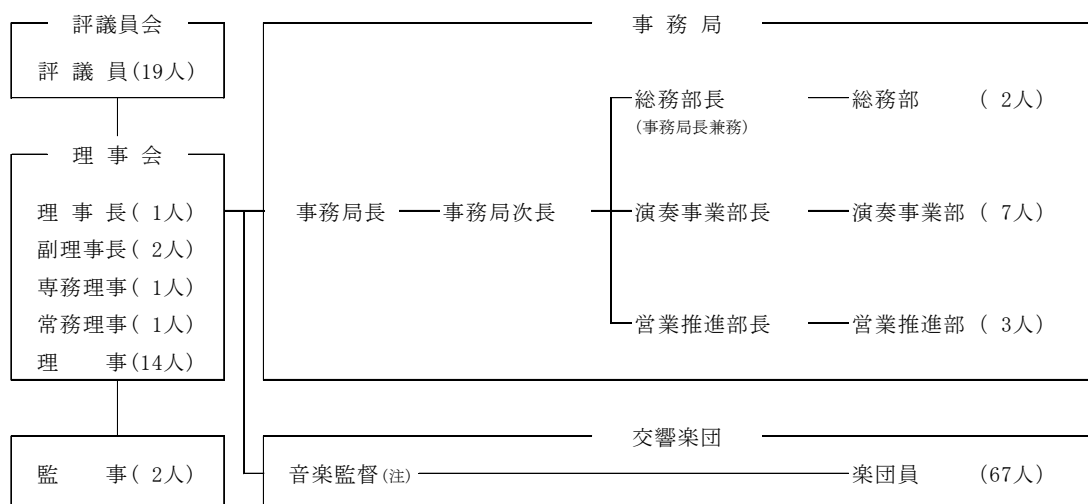 評議員会
評 議 員(19人)
理 事 会
理 事 長( 1人)
副理事長( 2人)
専務理事( 1人)
常務理事( 1人)
理　　事(14人)
監　　事( 2人)
事 務 局
総務部長 総務部 ( 2人)
(事務局長兼務)
事務局長 事務局次長 演奏事業部長 演奏事業部 ( 7人)
営業推進部長 営業推進部 ( 3人)
交響楽団
音楽監督(注) 楽団員 (67人)